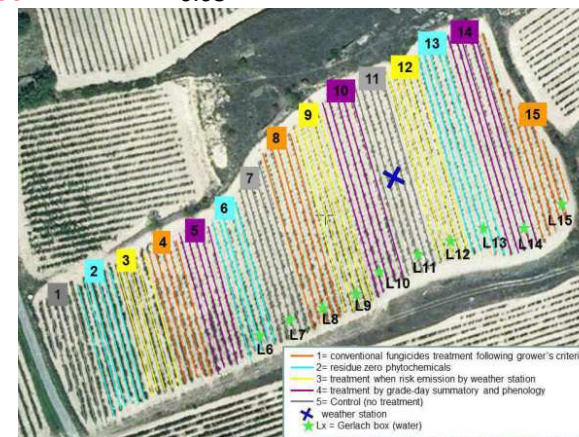 14
13
12
11
10
15
9
8
7
6
5
4
3
2
1
L15
L14
L13
L12
L11
L10
L9
L8
L7
L6
1= conventional fungicides treatment following grower's criteri
2= residue zero phytochemicals
3= treatment when risk emission by weather station
4= treatment by grade-day summatory and phenology
5= Control (no treatment)
weather station
Lx = Gerlach box (water)